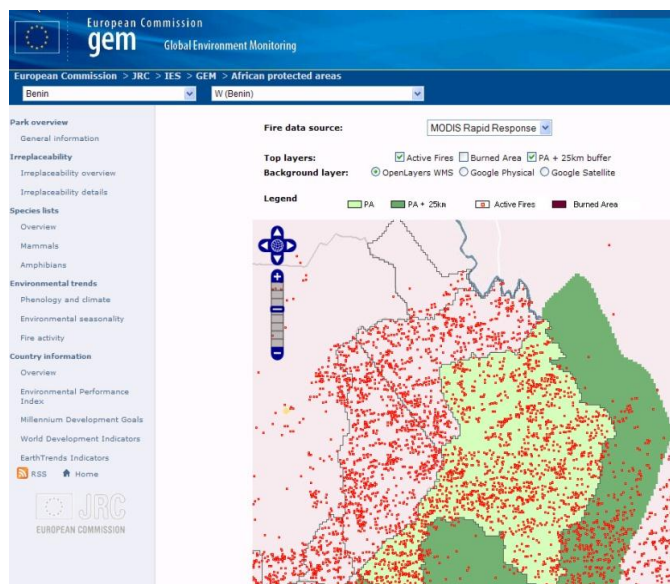 European Commission
gem Global Environment Monitoring
European Commission > JRC > IES > GEM > African protected areas
Benin W (Benin)
Park overview
General information
Irreplaceability
Irreplaceability overview
Irreplaceability details
Species lists
Overview
Mammals
Amphibians
Environmental trends
Phenology and climate
Environmental seasonality
Fire activity
Country information
Overview
Environmental Performance
Index
Millennium Development Goals
World Development Indicators
EarthTrends Indicators
RSS Home
JRC
EUROPEAN COMMISSION
Fire data source: MODIS Rapid Response
Top layers: Active Fires Burned Area PA + 25km buffer
Background layer: OpenLayers WMS Google Physical Google Satellite
Legend PA PA + 25km Active Fires Burned Area